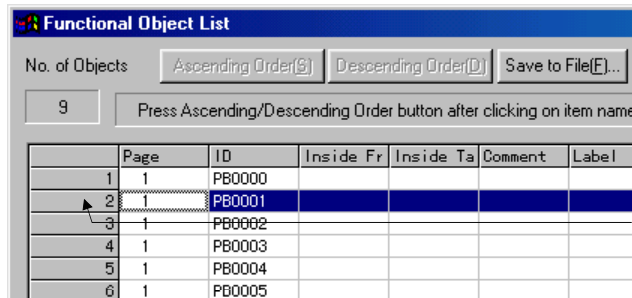 Functional Object List
No. of Objects Ascending Order(S) Descending Order(D) Save to File(F)...
9 Press Ascending/Descending Order button after clicking on item name
Page ID Inside Fr Inside Ta Comment Label
1 1 PB0000
2 1 PB0001
3 1 PB0002
4 1 PB0003
5 1 PB0004
6 1 PB0005